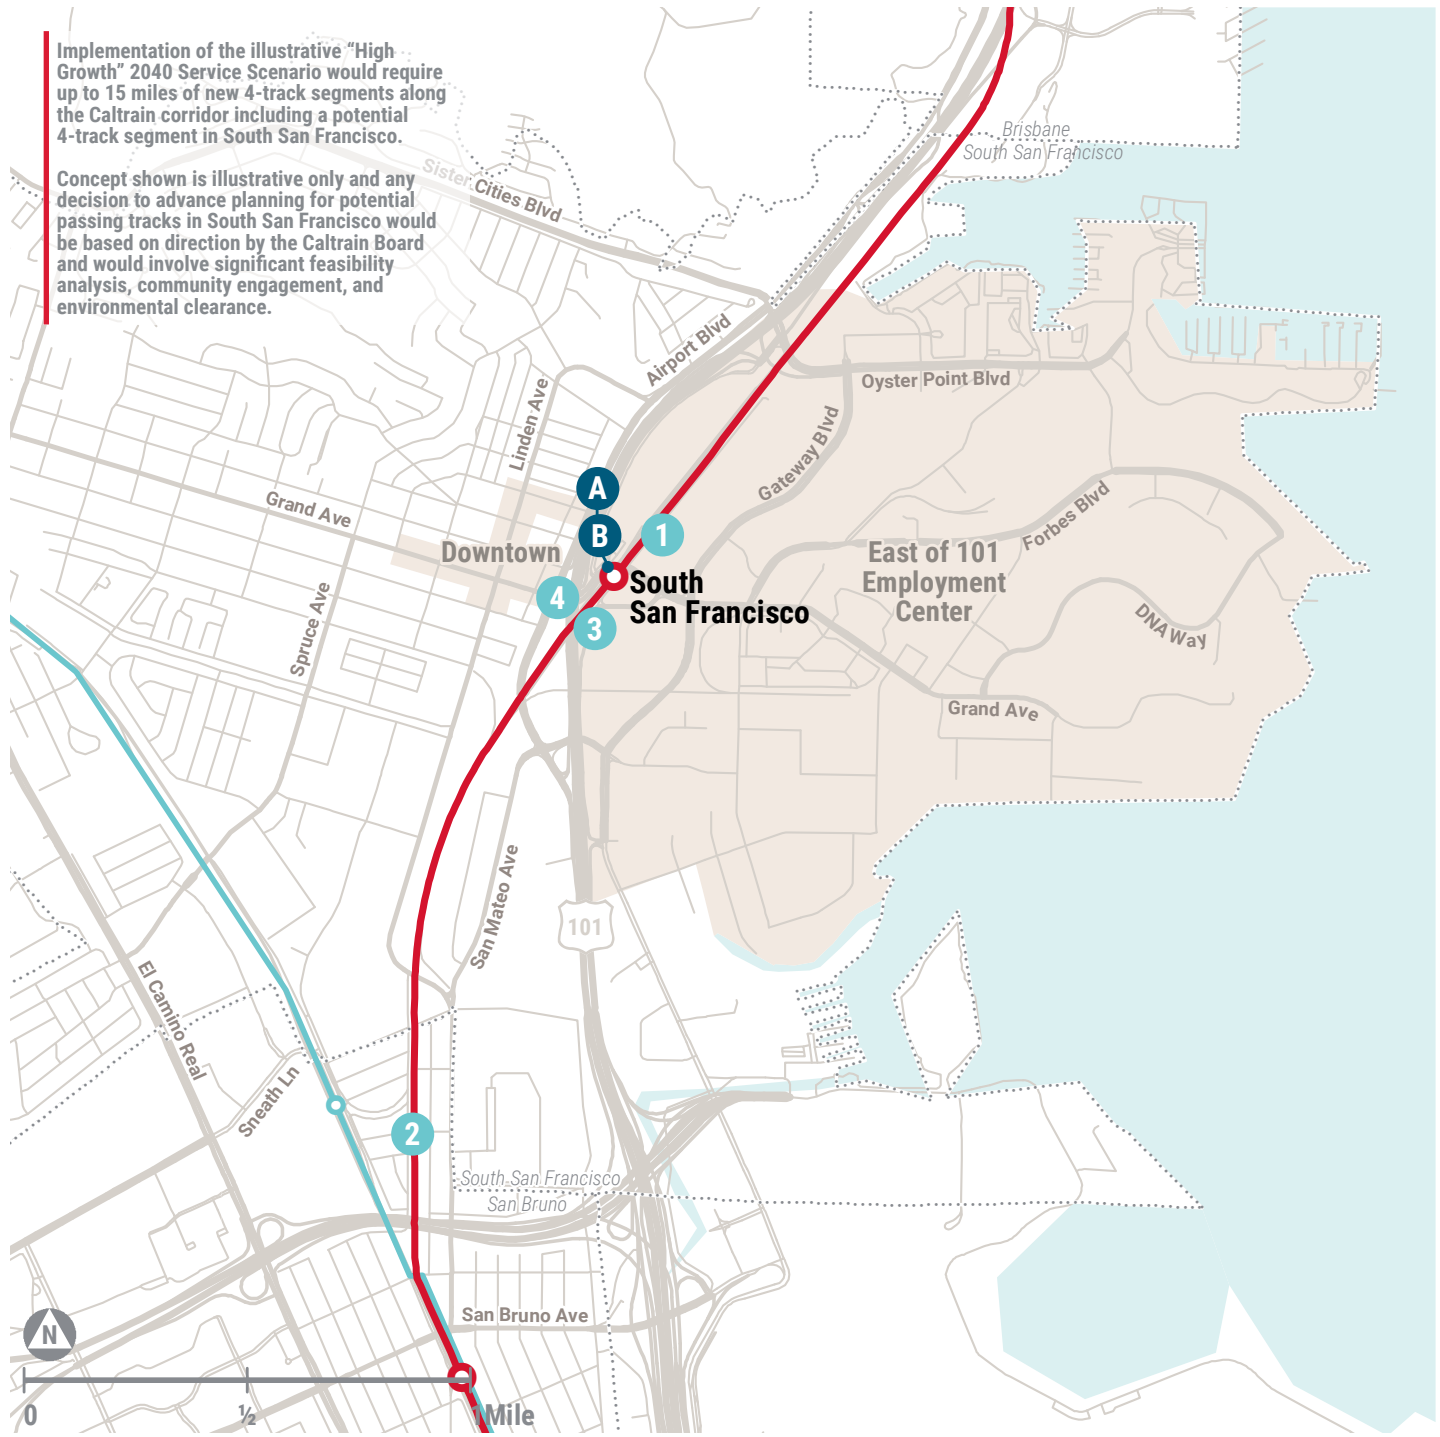 Implementation of the illustrative “High
Growth” 2040 Service Scenario would require
up to 15 miles of new 4-track segments along
the Caltrain corridor including a potential
4-track segment in South San Francisco.
Concept shown is illustrative only and any
decision to advance planning for potential
passing tracks in South San Francisco would
be based on direction by the Caltrain Board
and would involve significant feasibility
analysis, community engagement, and
environmental clearance.
Brisbane
South San Francisco
Sister Cities Blvd
Airport Blvd
Oyster Point Blvd
Linden Ave
Gateway Blvd
A
Grand Ave
Forbes Blvd
B
1
Downtown
East of 101
Employment
Center
South
San Francisco
4
3
Spruce Ave
DNA Way
Grand Ave
San Mateo Ave
101
El Camino Real
Sneath Ln
2
South San Francisco
San Bruno
San Bruno Ave
N
0
½
1 Mile